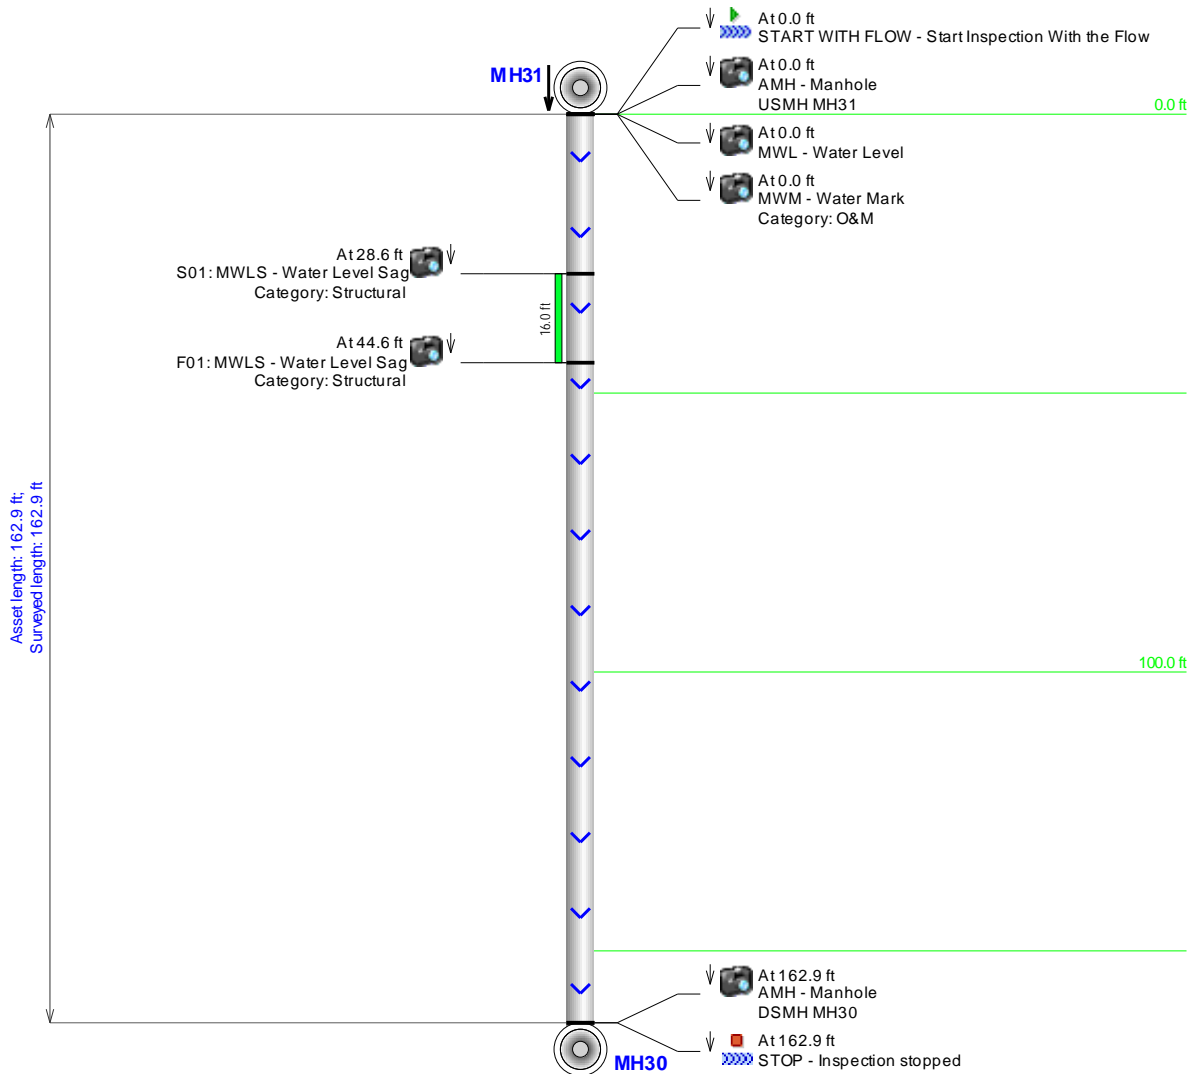 At 0.0 ft
START WITH FLOW - Start Inspection With the Flow
MH31
At 0.0 ft
AMH - Manhole
USMH MH31
0.0 ft
At 0.0 ft
MWL - Water Level
At 0.0 ft
MWM - Water Mark
Category: O&M
At 28.6 ft
S01: MWLS - Water Level Sag
Category: Structural
16.0 ft
At 44.6 ft
F01: MWLS - Water Level Sag
Category: Structural
Asset length: 162.9 ft;
Surveyed length: 162.9 ft
100.0 ft
At 162.9 ft
AMH - Manhole
DSMH MH30
At 162.9 ft
STOP - Inspection stopped
MH30